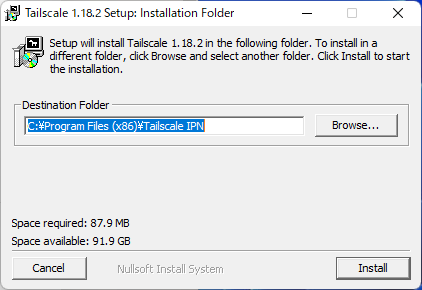 Tailscale 1.18.2 Setup: Installation Folder
Setup will install Tailscale 1.18.2 in the following folder. To install in a
different folder, click Browse and select another folder. Click Install to start
the installation.
Destination Folder
C:¥Program Files (x86)¥Tailscale IPN
Browse...
Space required: 87.9 MB
Space available: 91.9 GB
Cancel
Nullsoft Install System
Install